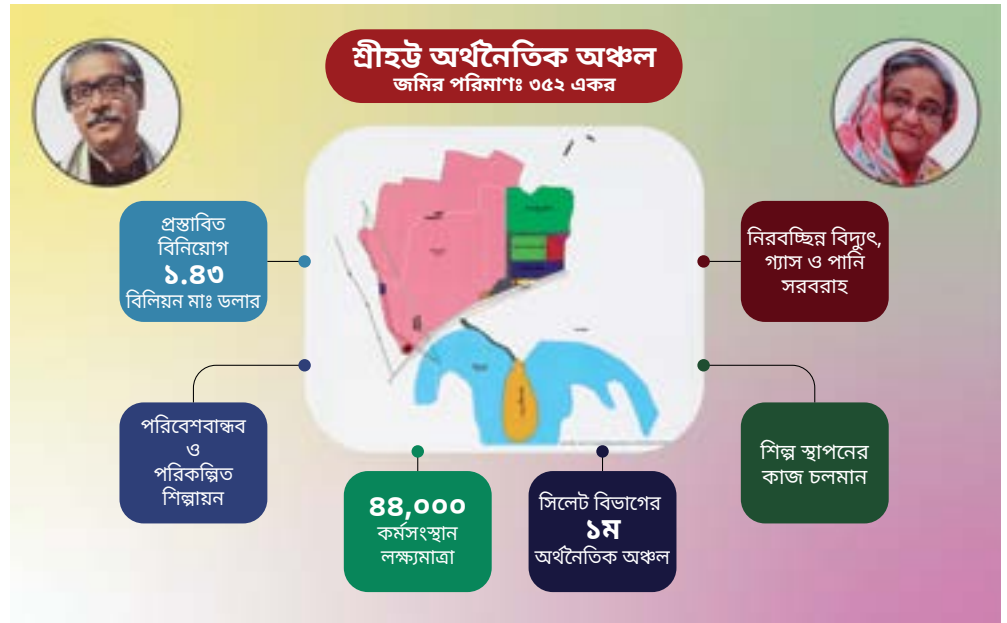 শ্রীহট্ট অর্থনৈতিক অঞ্চল
জমির পরিমাণঃ ৩৫২ একর
প্রস্তাবিত
বিনিয়োগ
১.৪৩
বিলিয়ন মাঃ ডলার
নিরবচ্ছিন্ন বিদ্যুৎ,
গ্যাস ও পানি
সরবরাহ
পরিবেশবান্ধব
ও
পরিকল্পিত
শিল্পায়ন
শিল্প স্থাপনের
কাজ চলমান
৪৪,০০০
কর্মসংস্থান
লক্ষ্যমাত্রা
সিলেট বিভাগের
১ম
অর্থনৈতিক অঞ্চল